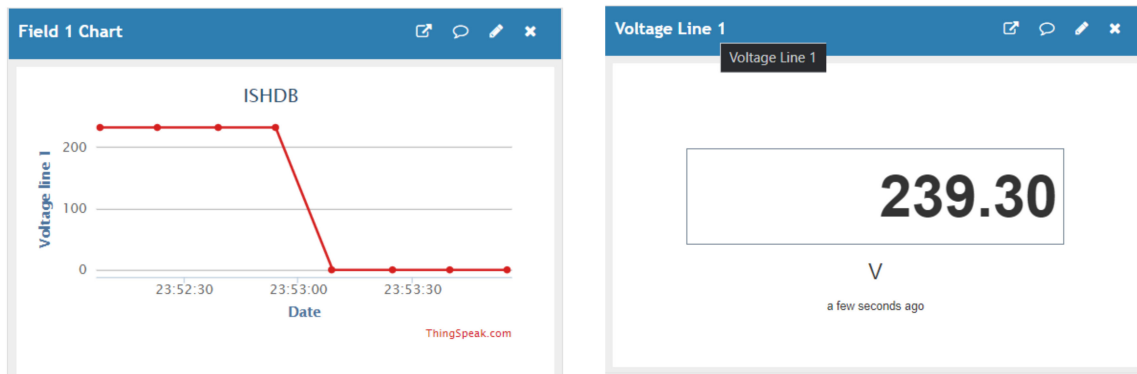 Field 1 Chart
ISHDB
Voltage line 1
200
100
0
23:52:30
23:53:00
23:53:30
Date
ThingSpeak.com
Voltage Line 1
Voltage Line 1
239.30
V
a few seconds ago